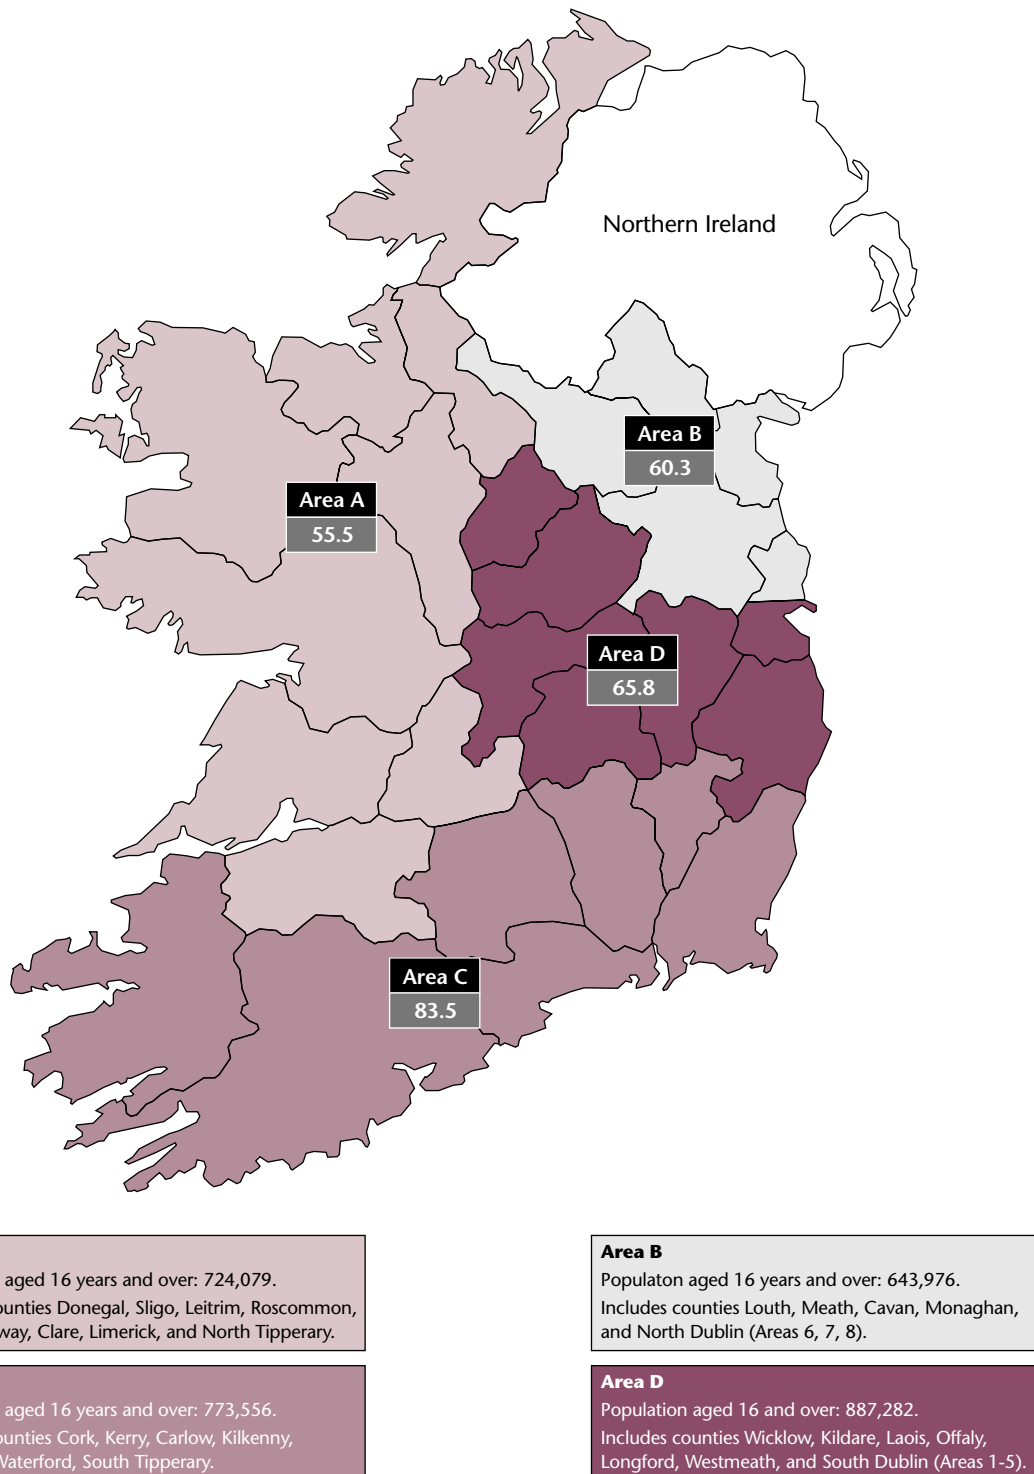 Northern Ireland
Area B
60.3
Area A
55.5
Area D
65.8
Area C
83.5
aged 16 years and over: 724,079.
Donegal, Sligo, Leitrim, Roscommon,
Clare, Limerick, and North Tipperary.
Area B
Populaton aged 16 years and over: 643,976.
Includes counties Louth, Meath, Cavan, Monaghan,
and North Dublin (Areas 6, 7, 8).
aged 16 years and over: 773,556.
Cork, Kerry, Carlow, Kilkenny,
Waterford, South Tipperary.
Area D
Population aged 16 and over: 887,282.
Includes counties Wicklow, Kildare, Laois, Offaly,
Longford, Westmeath, and South Dublin (Areas 1-5).